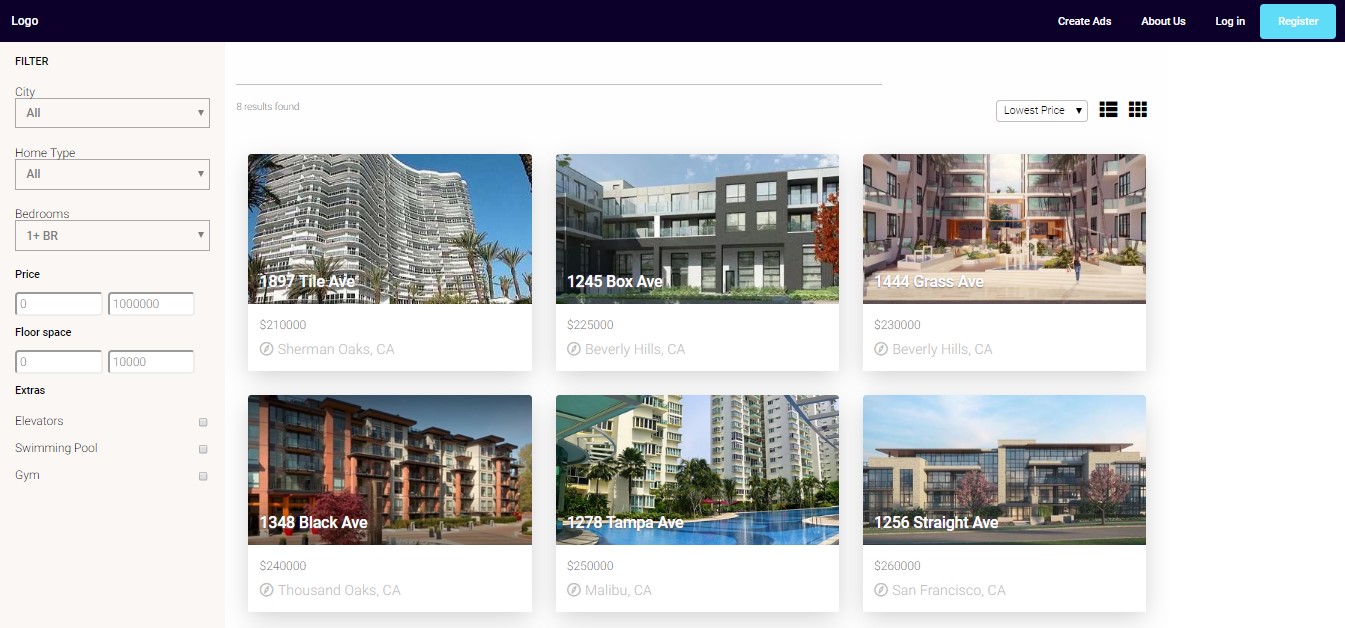 Logo
Create Ads
About Us
Log in
Register
FILTER
City
All
Home Type
All
Bedrooms
1+ BR
Price
0
1000000
Floor space
0
10000
Extras
Elevators
Swimming Pool
Gym
8 results found
Lowest Price
1897 Tile Ave
$210000
Sherman Oaks, CA
1245 Box Ave
$225000
Beverly Hills, CA
1444 Grass Ave
$230000
Beverly Hills, CA
1348 Black Ave
$240000
Thousand Oaks, CA
1278 Tampa Ave
$250000
Malibu, CA
1256 Straight Ave
$260000
San Francisco, CA